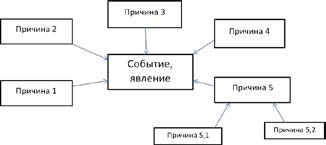 Причина 3
Причина 2
Причина 4
Событие,
явление
Причина 1
Причина 5
Причина 5,1
Причина 5,2